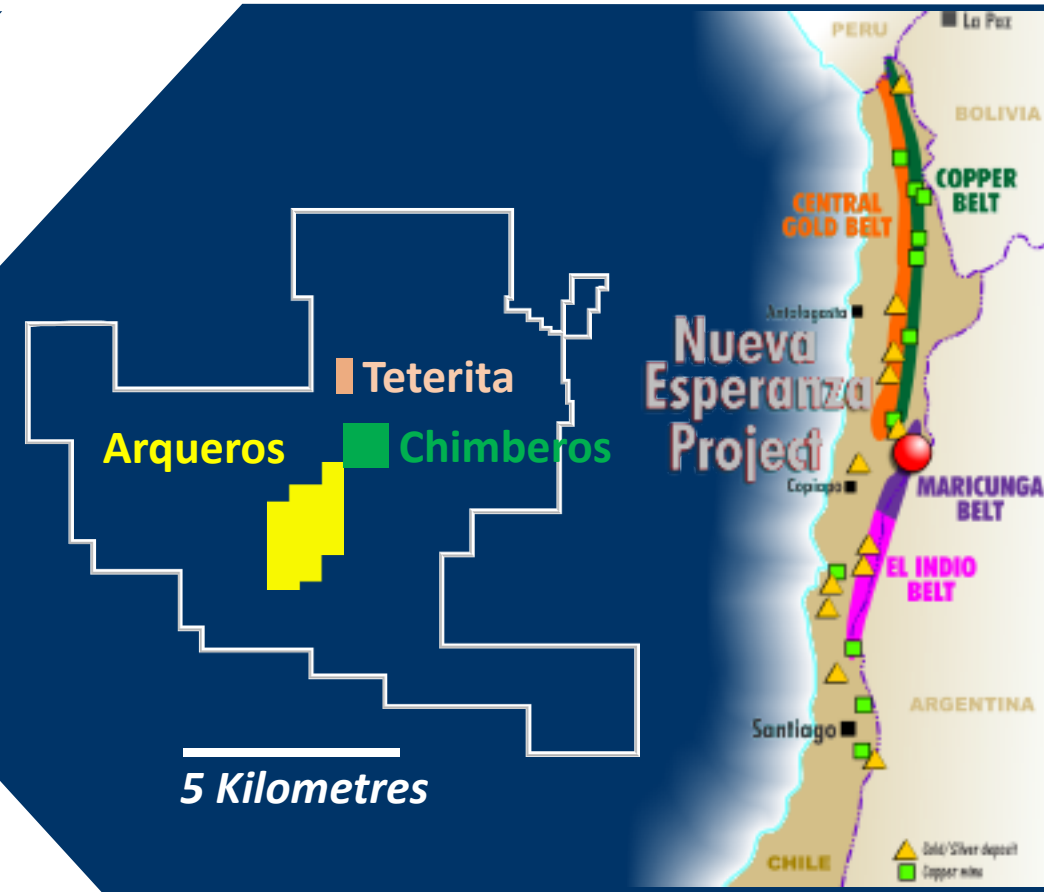 Teterita
Arqueros
Chimberos
5 Kilometres
PERU
La Paz
BOLIVIA
COPPER
BELT
CENTRAL
GOLD BELT
Antofagasta
Nueva
Esperanza
Project
Copiapo
MARICUNGA
BELT
EL INDIO
BELT
ARGENTINA
Santiago
CHILE
Gold/Silver deposit
Copper mine